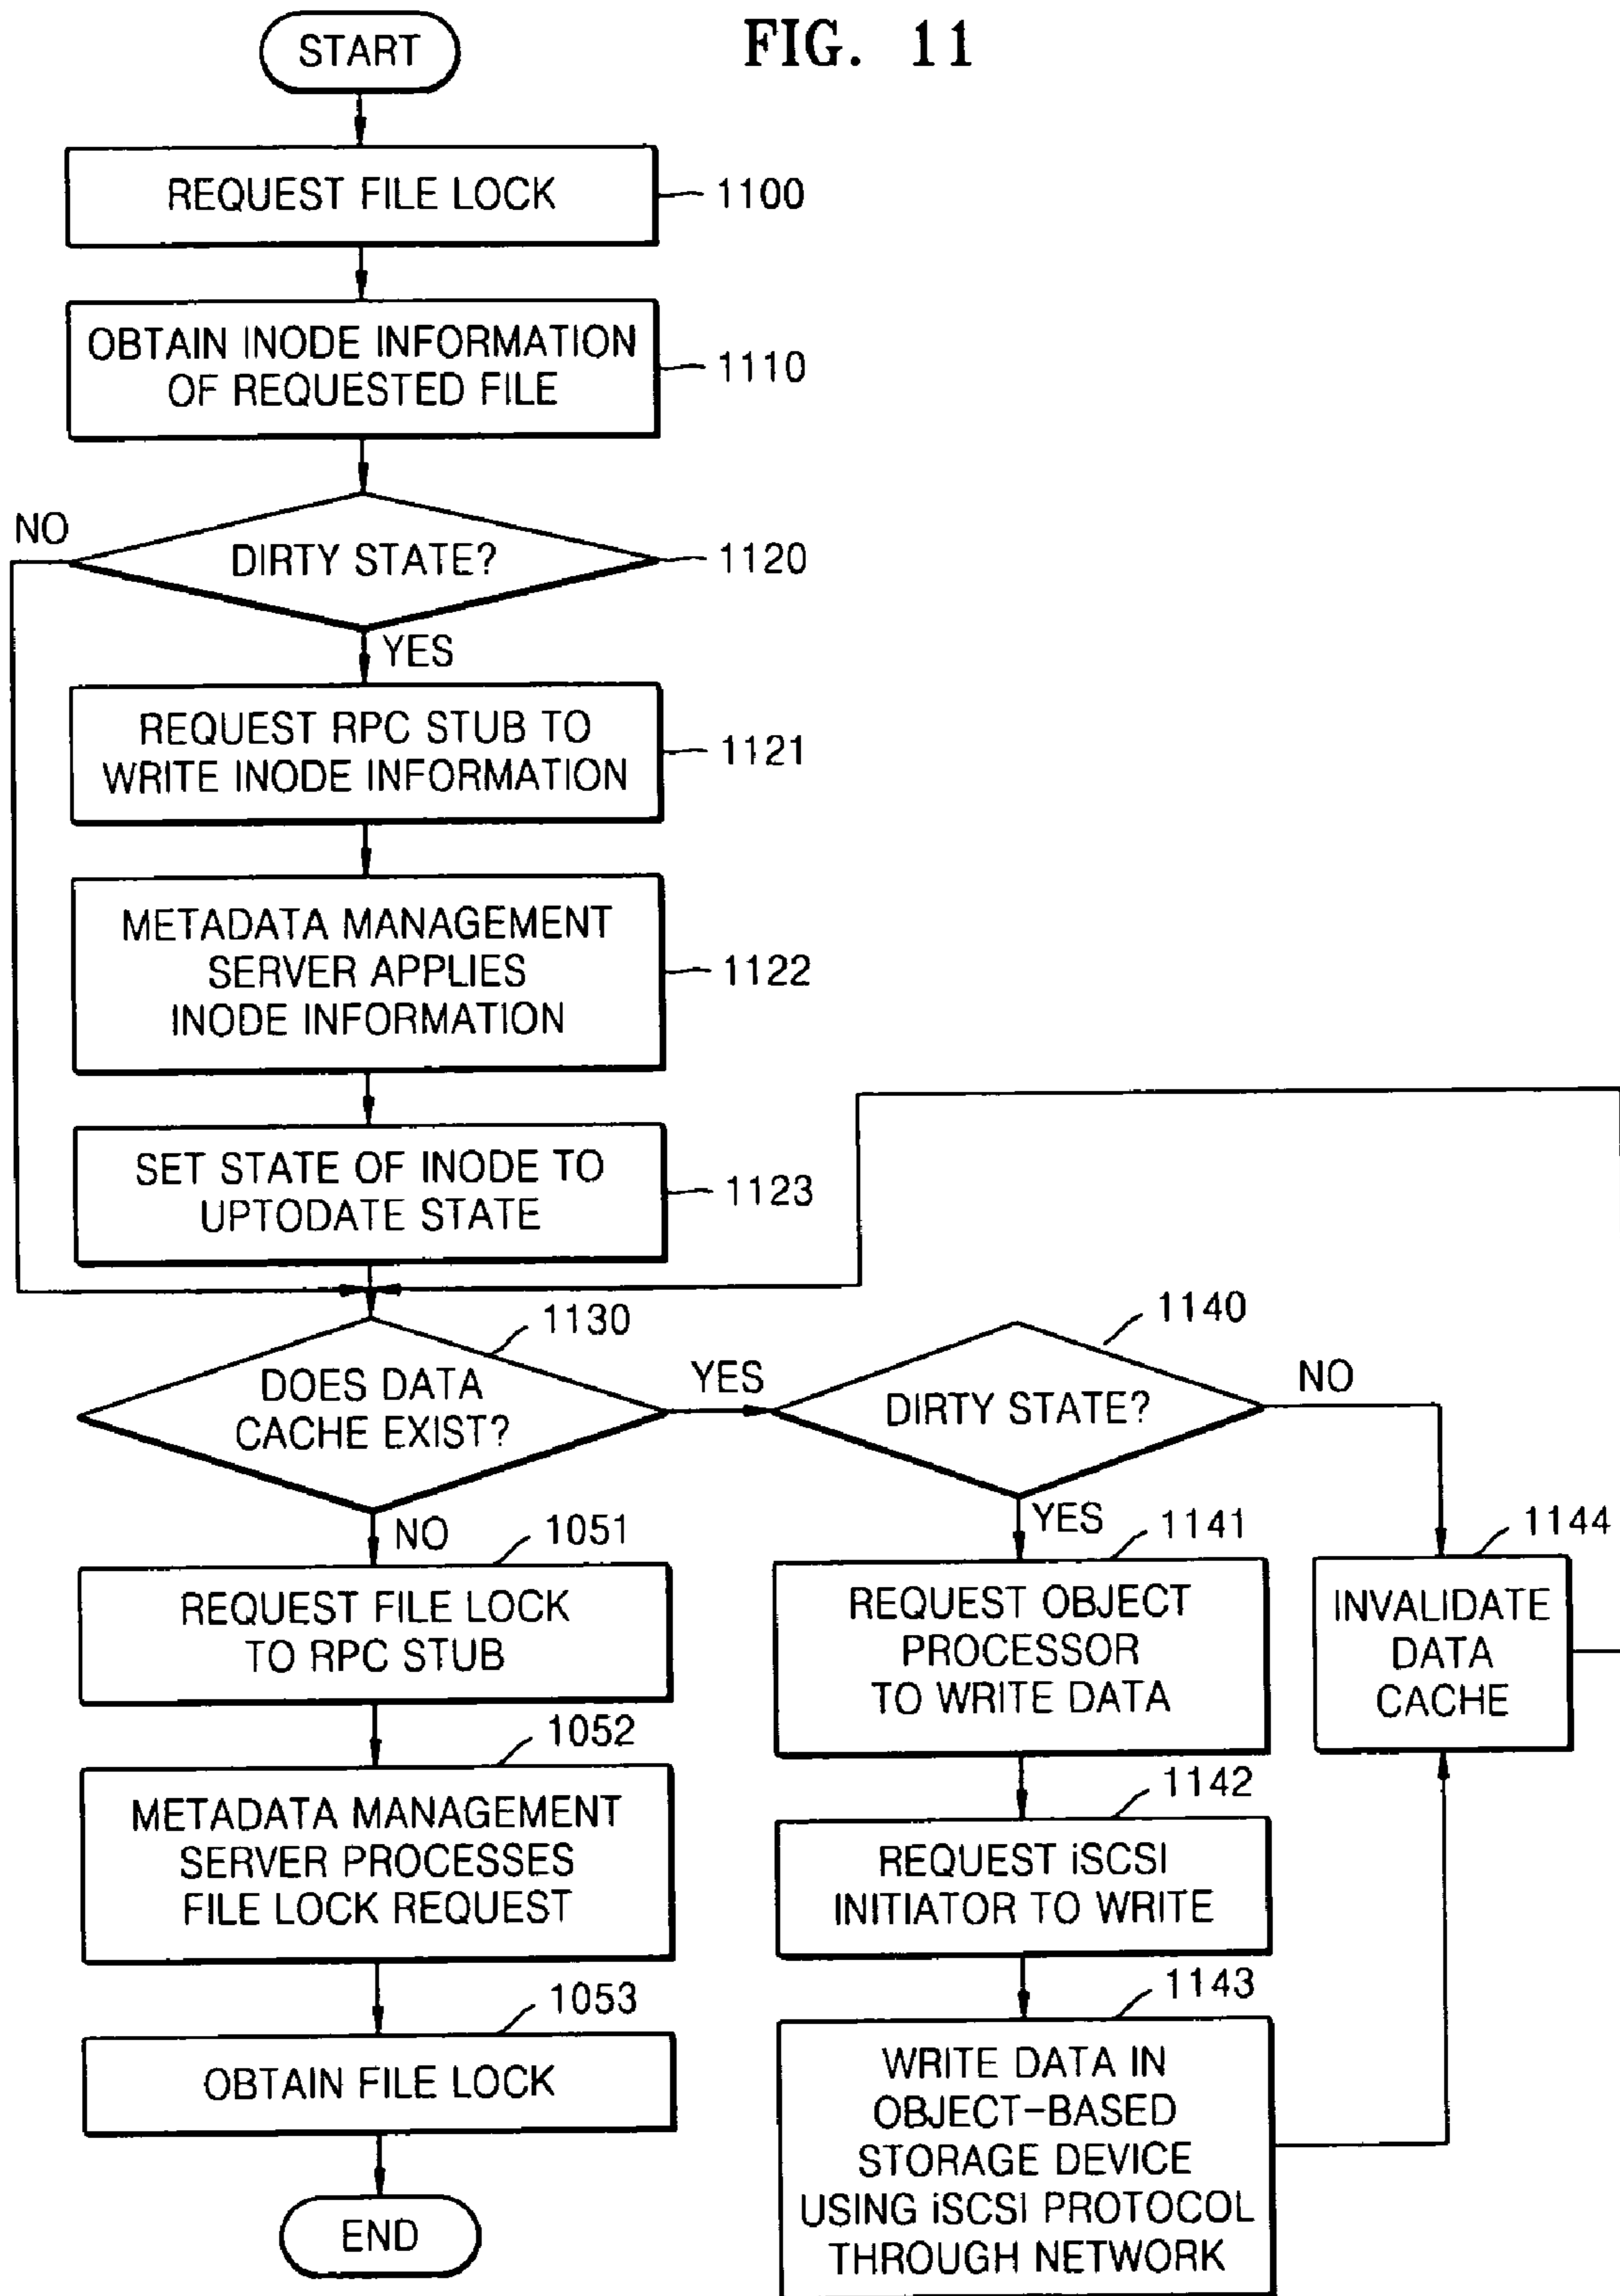 FIG. 11
START
REQUEST FILE LOCK
1100
OBTAIN INODE INFORMATION
OF REQUESTED FILE
1110
NO
DIRTY STATE?
1120
YES
REQUEST RPC STUB TO
WRITE INODE INFORMATION
1121
METADATA MANAGEMENT
SERVER APPLIES
INODE INFORMATION
1122
SET STATE OF INODE TO
UPTODATE STATE
1123
1130
DOES DATA
CACHE EXIST?
YES
1140
DIRTY STATE?
NO
NO
YES
1051
REQUEST FILE LOCK
TO RPC STUB
1141
REQUEST OBJECT
PROCESSOR
TO WRITE DATA
1144
INVALIDATE
DATA
CACHE
1052
METADATA MANAGEMENT
SERVER PROCESSES
FILE LOCK REQUEST
1142
REQUEST iSCSI
INITIATOR TO WRITE
1053
OBTAIN FILE LOCK
1143
WRITE DATA IN
OBJECT-BASED
STORAGE DEVICE
USING iSCSI PROTOCOL
THROUGH NETWORK
END